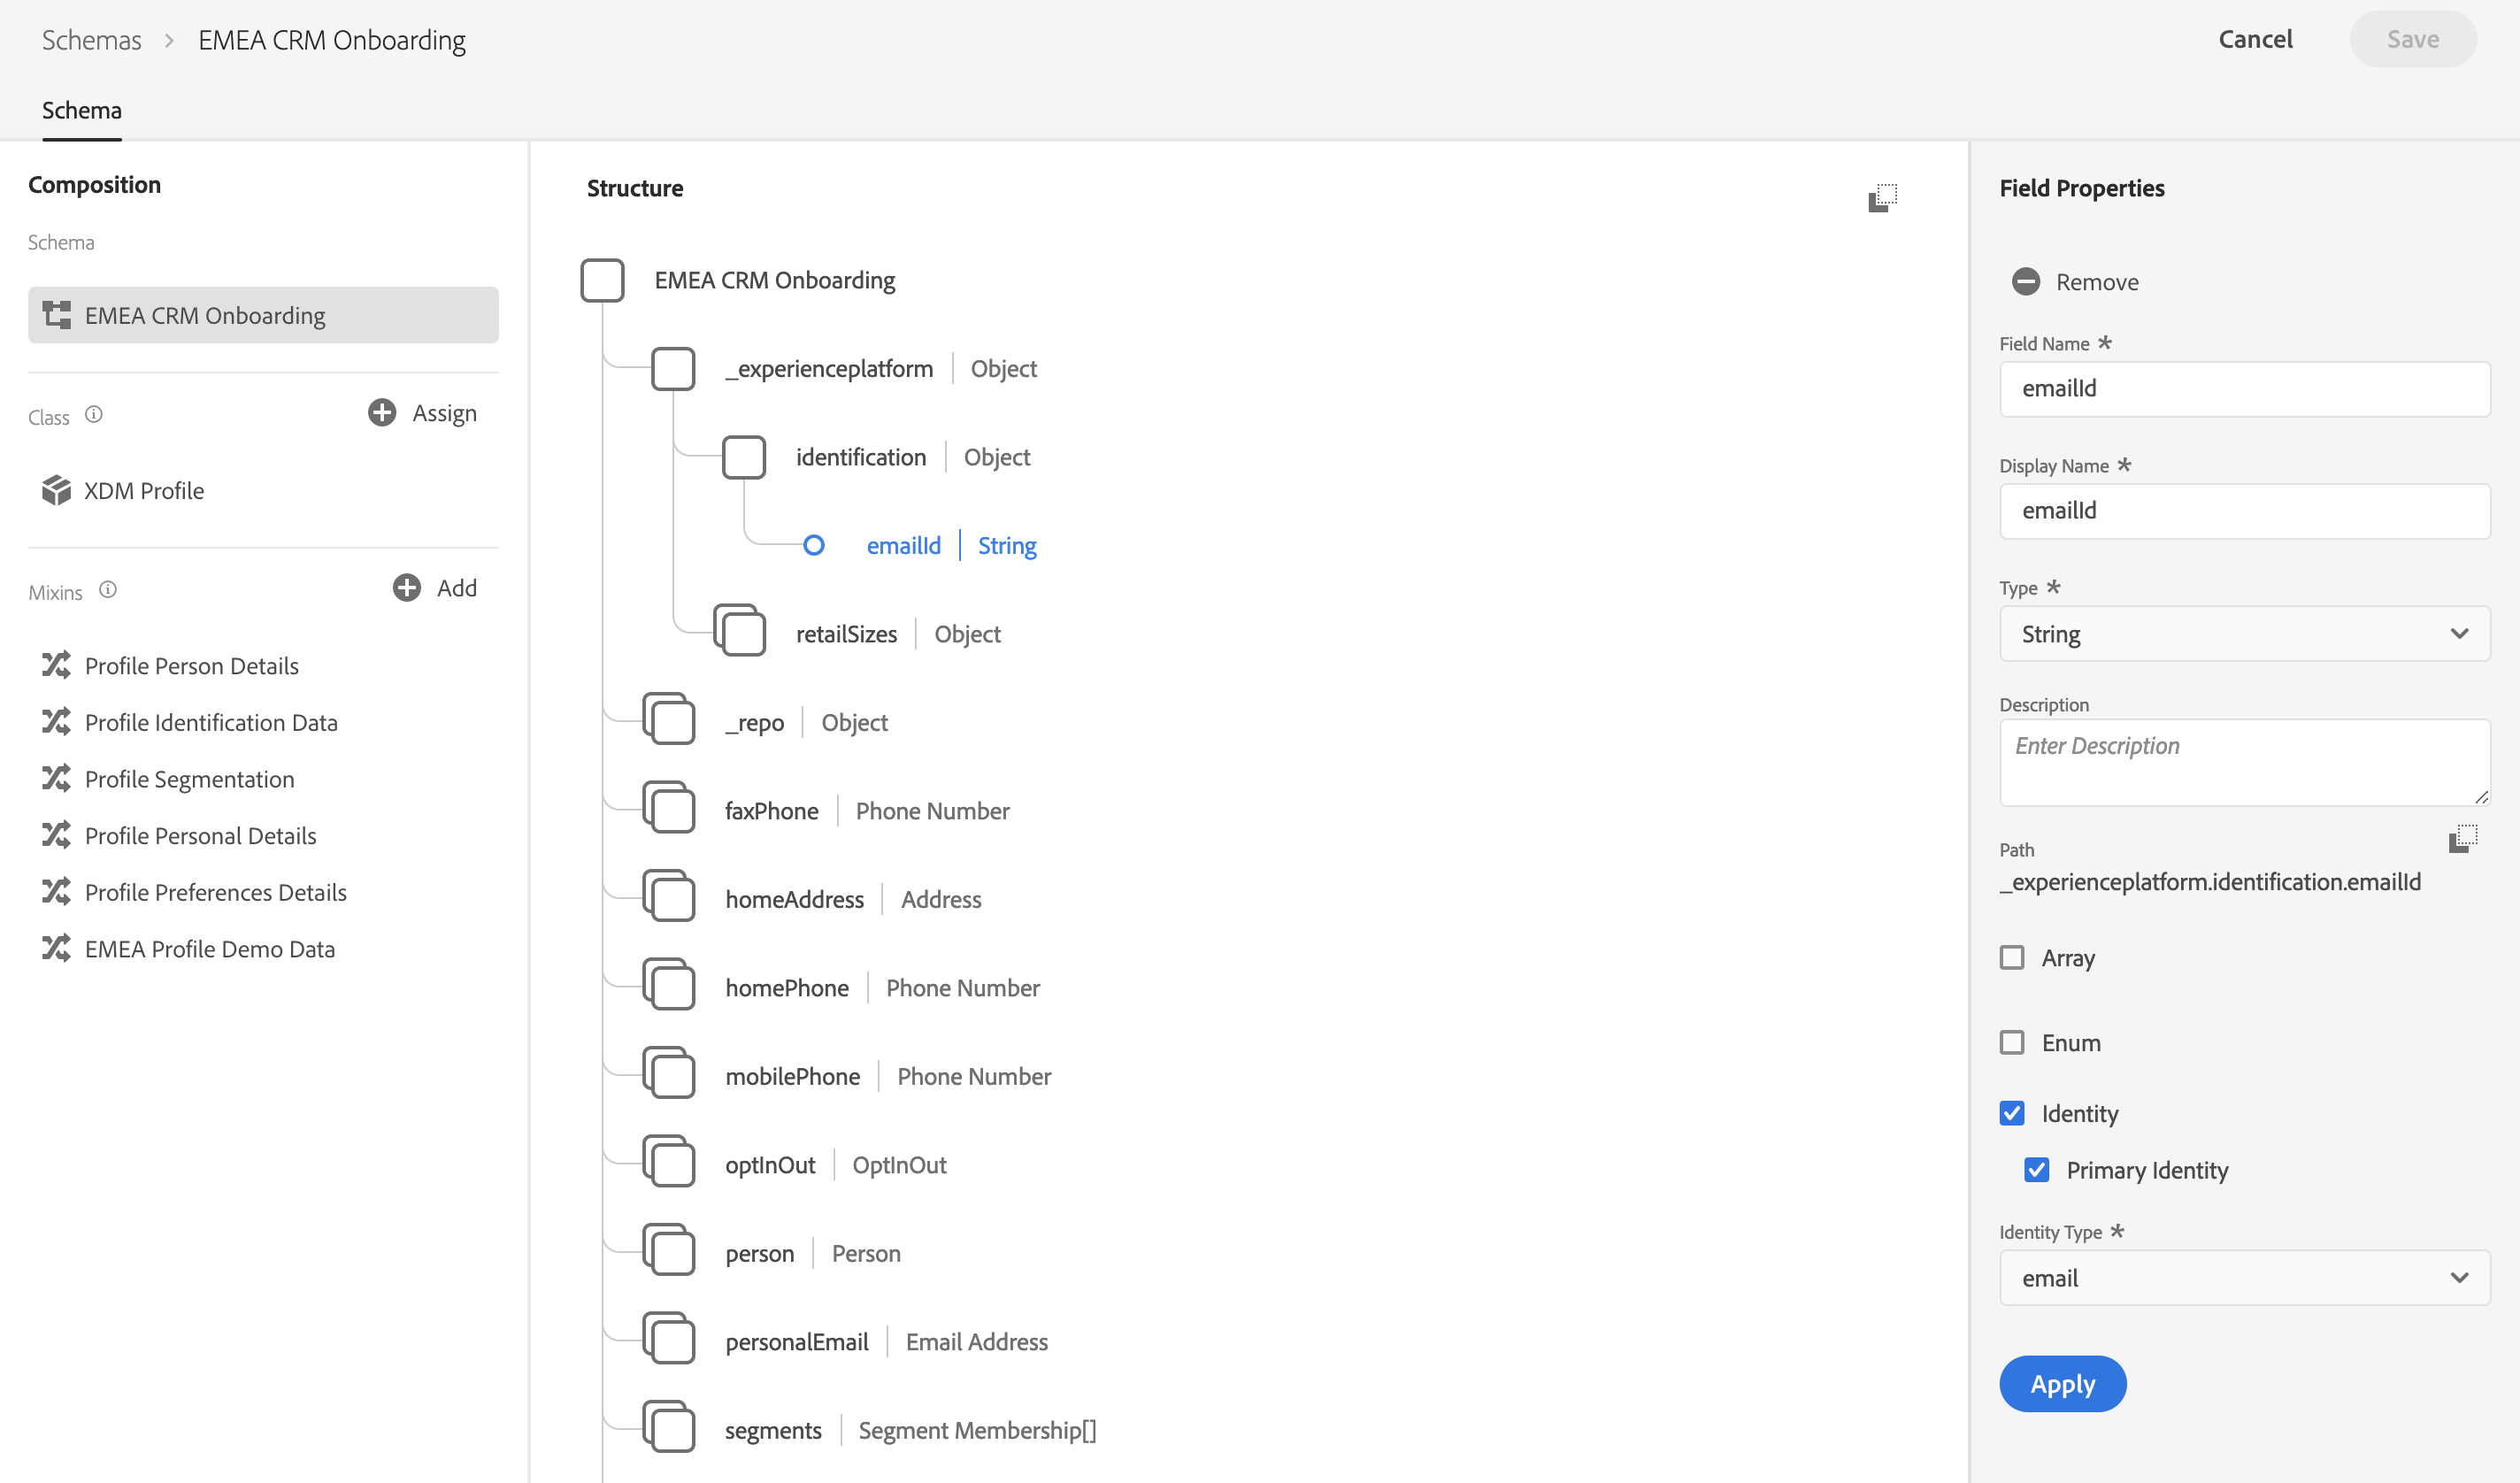 Schemas > EMEA CRM Onboarding
Cancel
Save
Schema
Composition
Schema
EMEA CRM Onboarding
Class
Assign
XDM Profile
Mixins
Add
Profile Person Details
Profile Identification Data
Profile Segmentation
Profile Personal Details
Profile Preferences Details
EMEA Profile Demo Data
Structure
EMEA CRM Onboarding
_experienceplatform | Object
identification | Object
emailId | String
retailSizes | Object
_repo | Object
faxPhone | Phone Number
homeAddress | Address
homePhone | Phone Number
mobilePhone | Phone Number
optInOut | OptInOut
person | Person
personalEmail | Email Address
segments | Segment Membership[]
Field Properties
Remove
Field Name *
emailId
Display Name *
emailId
Type *
String
Description
Enter Description
Path
_experienceplatform.identification.emailId
Array
Enum
Identity
Primary Identity
Identity Type *
email
Apply